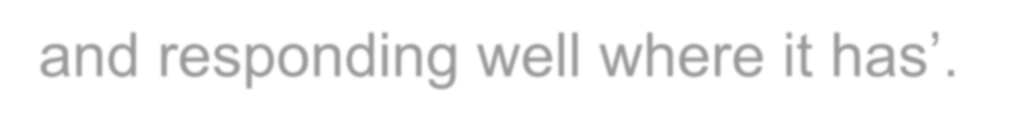 and responding well where it has’.